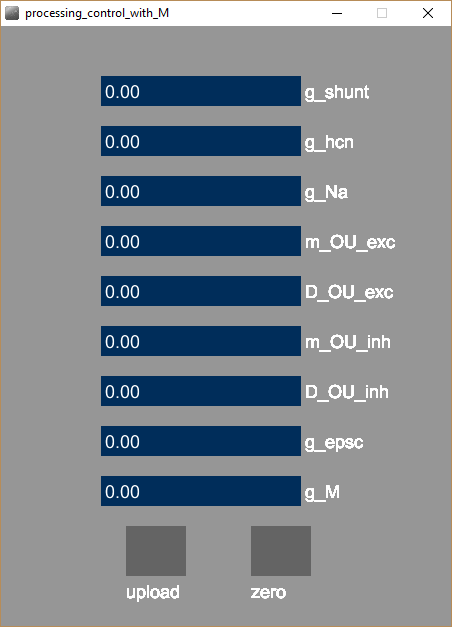 processing_control_with_M
0.00 g_shunt
0.00 g_hcn
0.00 g_Na
0.00 m_OU_exc
0.00 D_OU_exc
0.00 m_OU_inh
0.00 D_OU_inh
0.00 g_epsc
0.00 g_M
upload zero